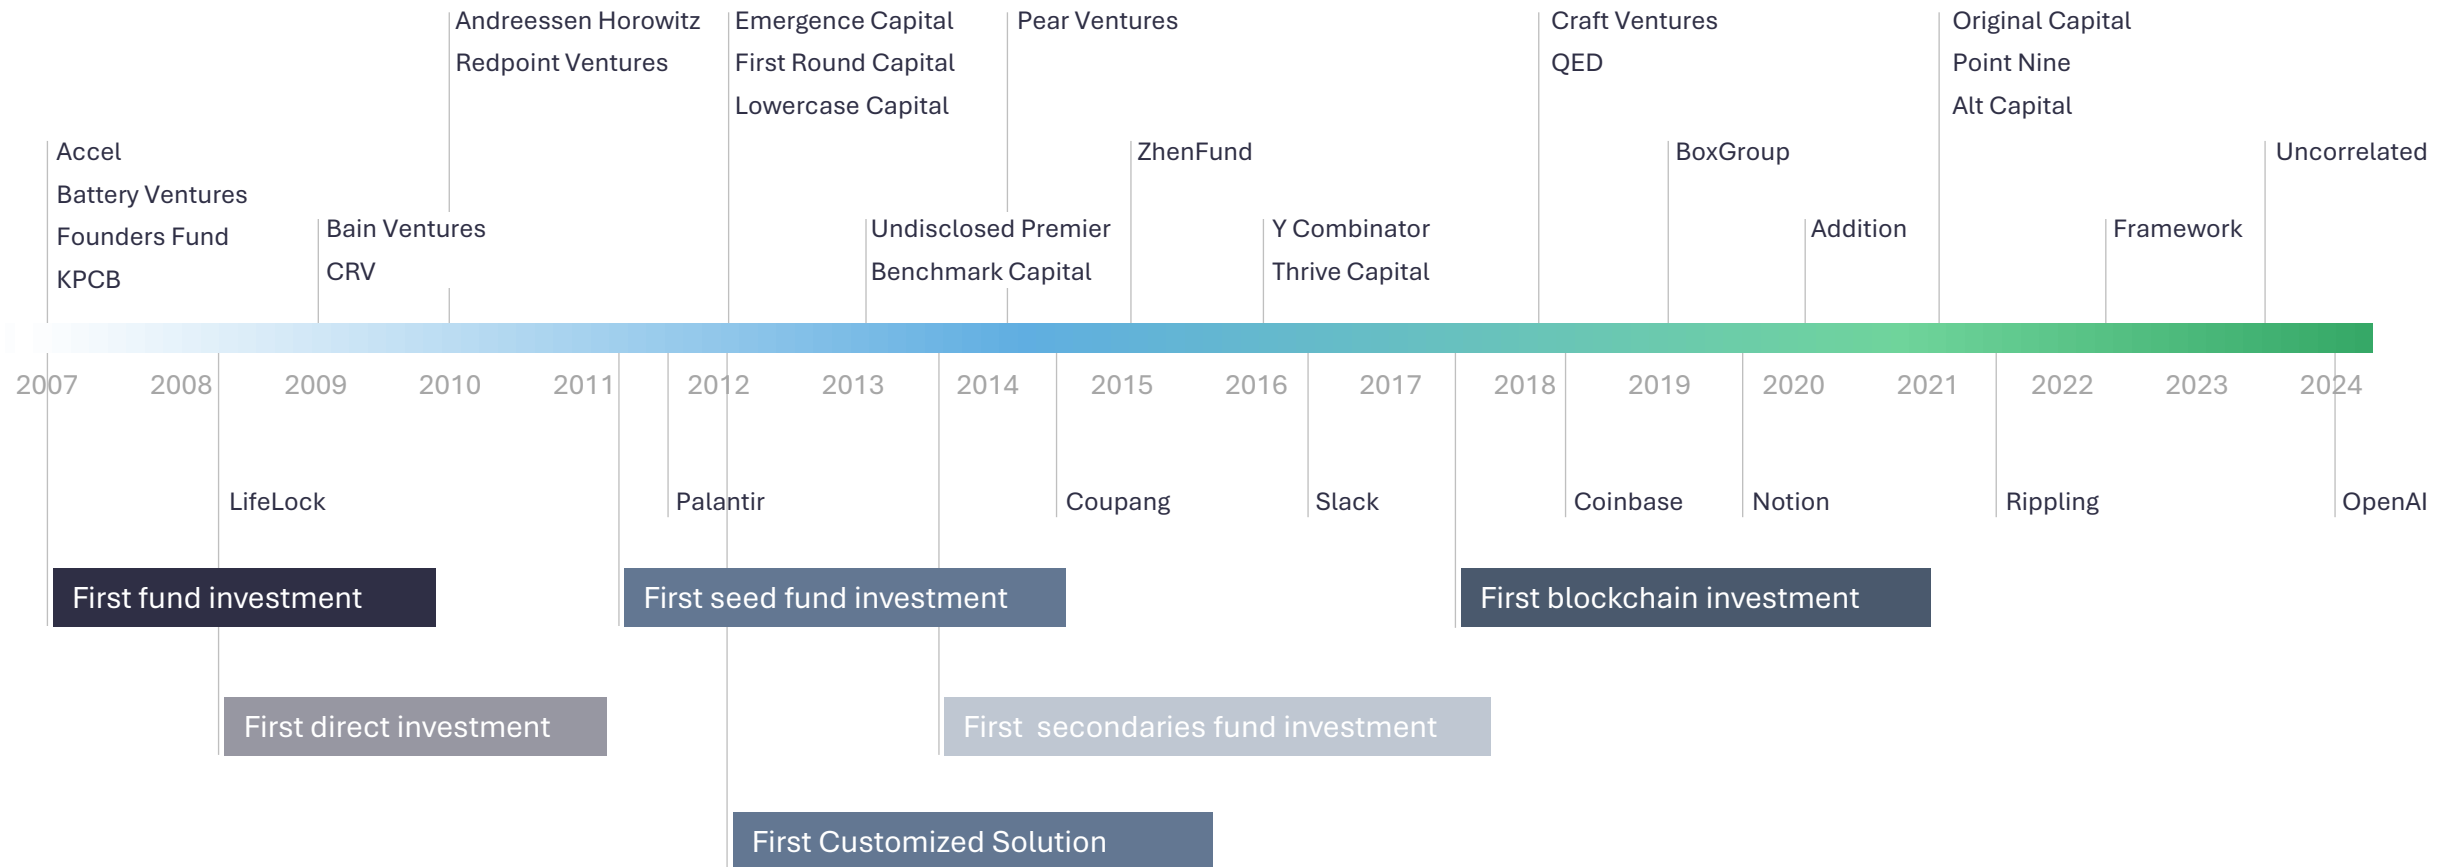 Andreessen Horowitz
Redpoint Ventures
Emergence Capital
First Round Capital
Lowercase Capital
Pear Ventures
Craft Ventures
QED
Original Capital
Point Nine
Alt Capital
Accel
Battery Ventures
Founders Fund
KPCB
ZhenFund
BoxGroup
Uncorrelated
Bain Ventures
CRV
Undisclosed Premier
Benchmark Capital
Y Combinator
Thrive Capital
Addition
Framework
2007 2008 2009 2010 2011 2012 2013 2014 2015 2016 2017 2018 2019 2020 2021 2022 2023 2024
LifeLock
Palantir
Coupang
Slack
Coinbase
Notion
Rippling
OpenAI
First fund investment
First seed fund investment
First blockchain investment
First direct investment
First  secondaries fund investment
First Customized Solution